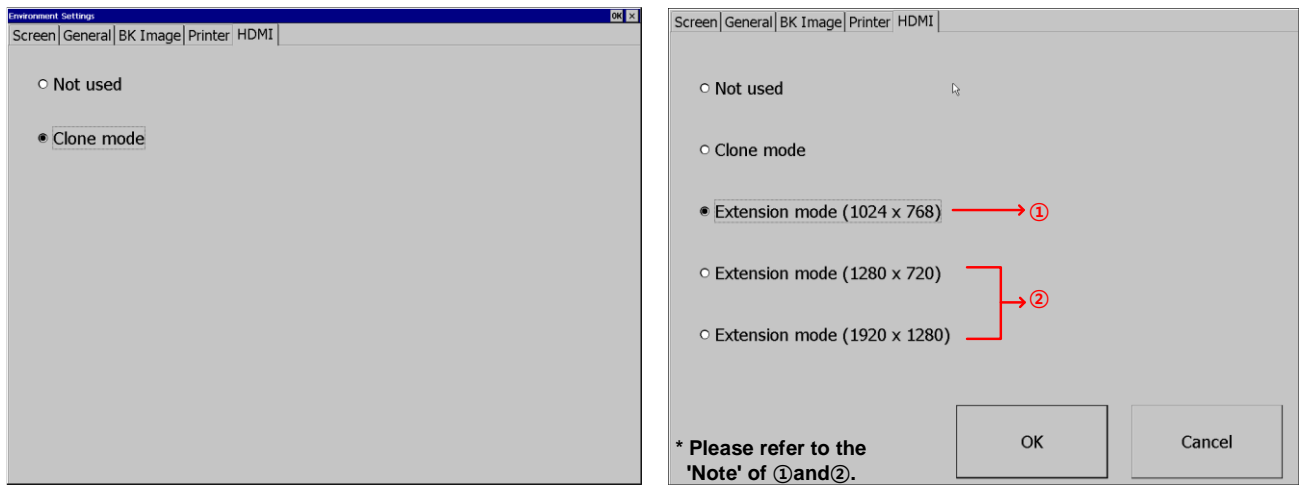 Environment Settings OK ×
Screen General BK Image Printer HDMI
Not used
Clone mode
Screen General BK Image Printer HDMI
Not used
Clone mode
Extension mode (1024 x 768) ①
Extension mode (1280 x 720)
②
Extension mode (1920 x 1280)
OK Cancel
* Please refer to the
'Note' of ①and②.